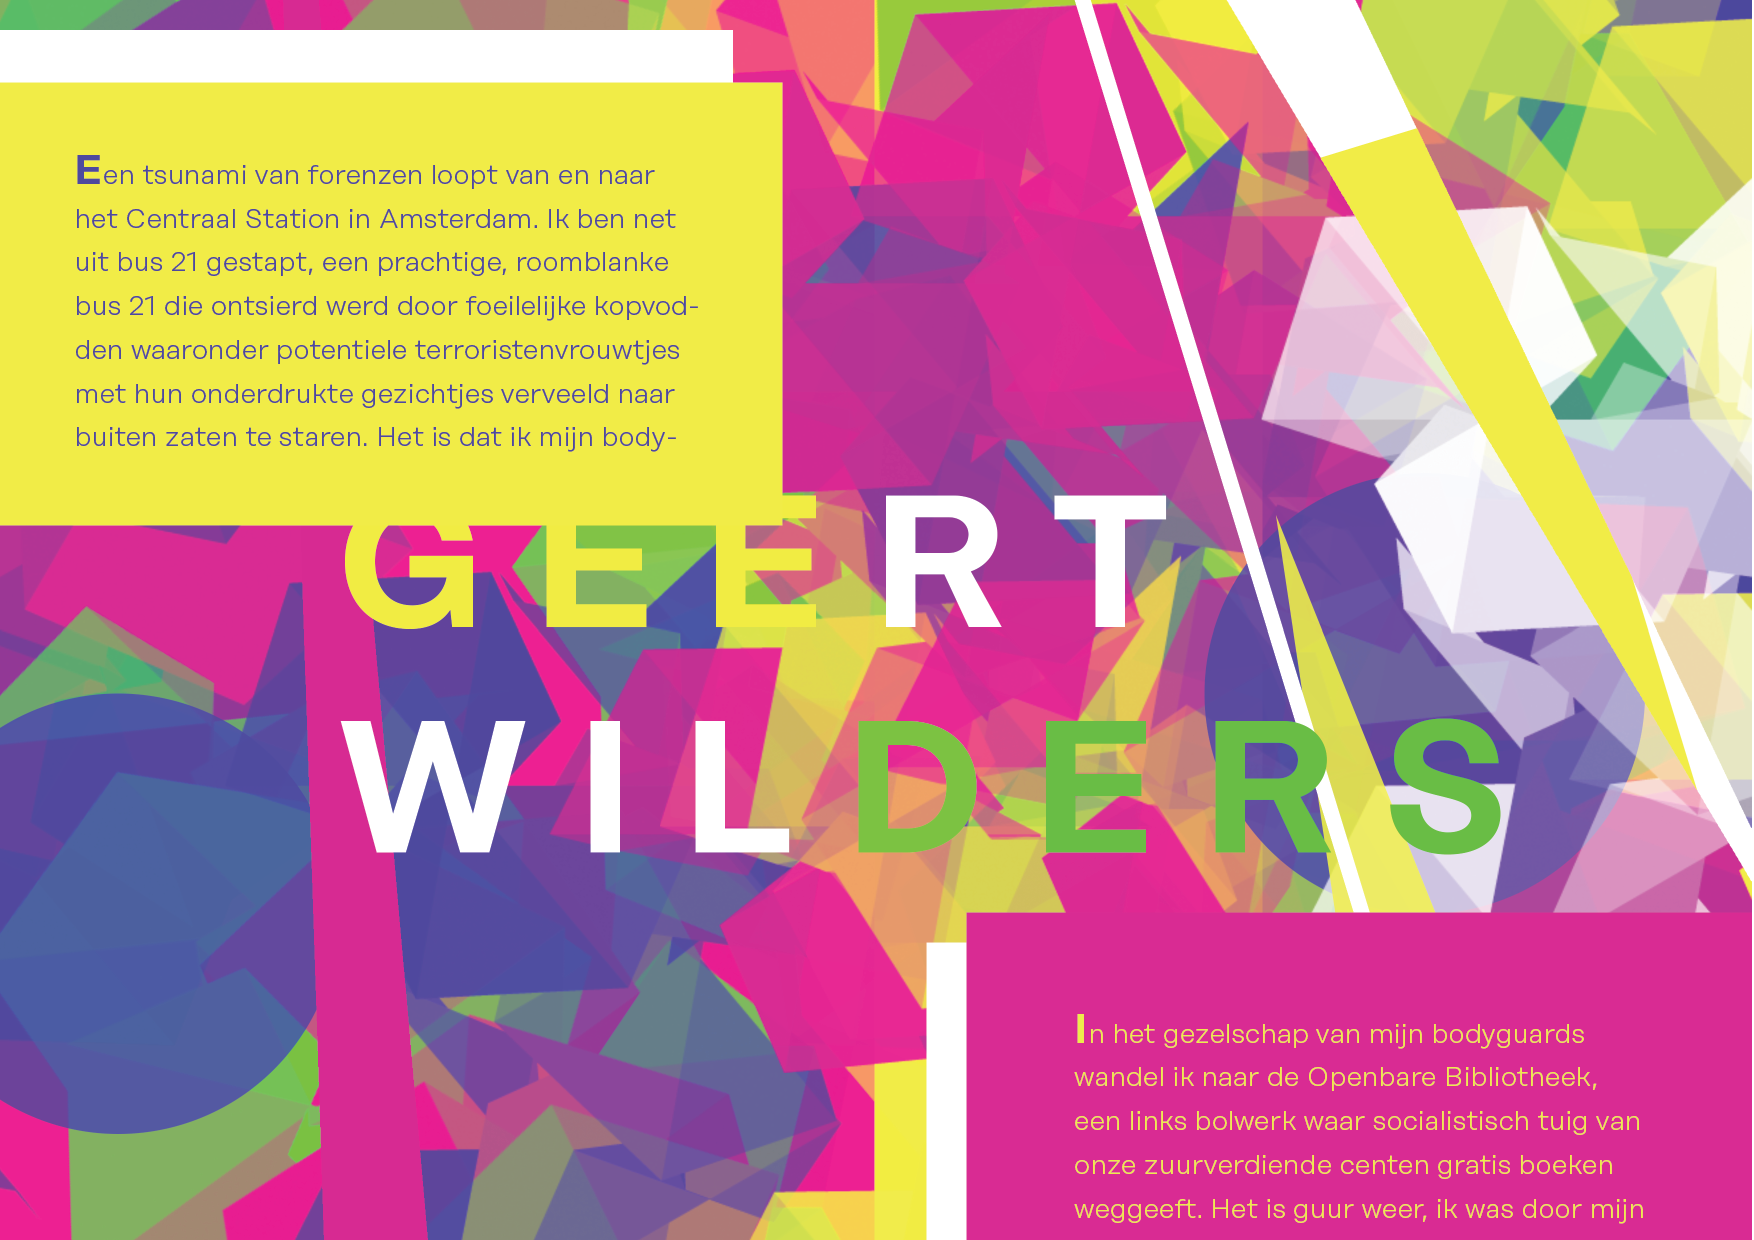 Een tsunami van forenzen loopt van en naar
het Centraal Station in Amsterdam. Ik ben net
uit bus 21 gestapt, een prachtige, roomblanke
bus 21 die ontsierd werd door foeilelijke kopvod-
den waaronder potentiele terroristenvrouwtjes
met hun onderdrukte gezichtjes verveeld naar
buiten zaten te staren. Het is dat ik mijn body-
GEERT
WILDERS
In het gezelschap van mijn bodyguards
wandel ik naar de Openbare Bibliotheek,
een links bolwerk waar socialistisch tuig van
onze zuurverdiende centen gratis boeken
weggeeft. Het is guur weer, ik was door mijn